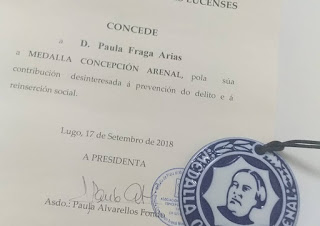 LUCENSES
CONCEDE
a D. Paula Fraga Arias
a MEDALLA CONCEPCIÓN ARENAL, pola súa
contribución desinteresada á prevención do delito e á
reinserción social.
Lugo, 17 de Setembro de 2018
A PRESIDENTA
Asdo.: Paula Alvarellos Fondo
MEDALLA